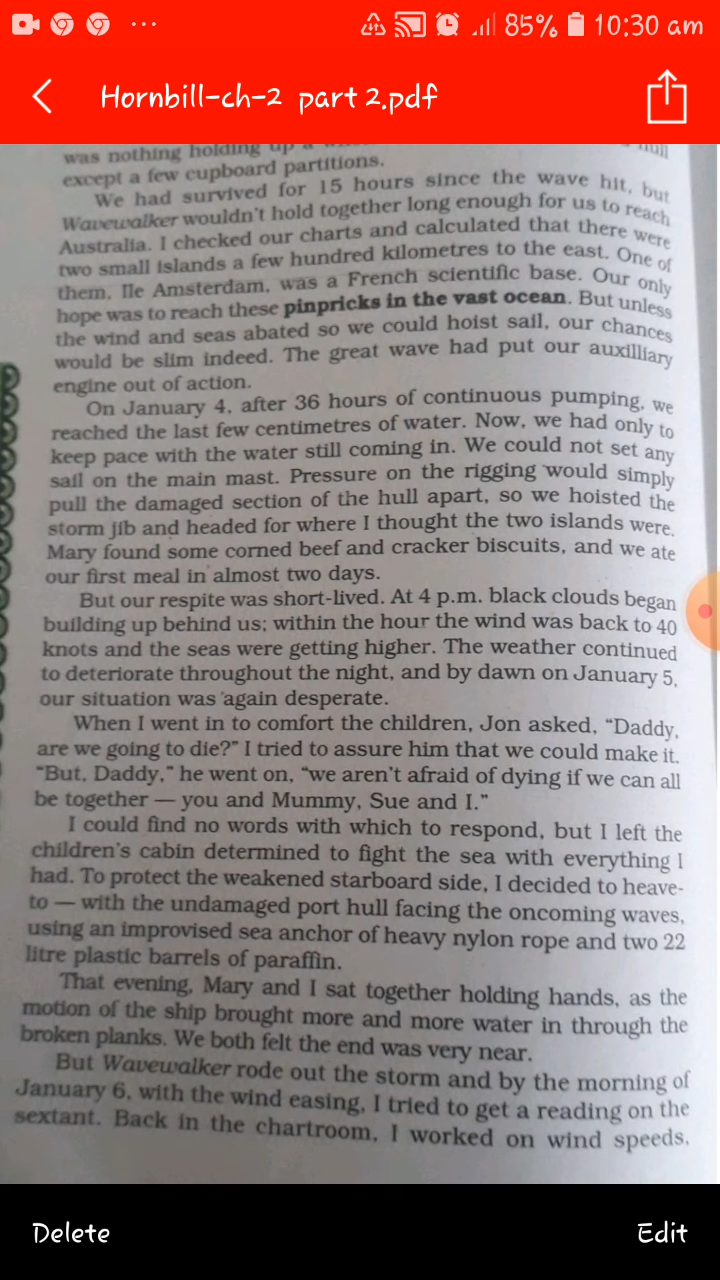 85% 10:30 am
Hornbill-ch-2 part 2.pdf
was nothing holding up a hull
except a few cupboard partitions.
We had survived for 15 hours since the wave hit, but
Wavewalker wouldn't hold together long enough for us to reach
Australia. I checked our charts and calculated that there were
two small islands a few hundred kilometres to the east. One of
them, Ile Amsterdam, was a French scientific base. Our only
hope was to reach these pinpricks in the vast ocean. But unless
the wind and seas abated so we could hoist sail, our chances
would be slim indeed. The great wave had put our auxilliary
engine out of action.
On January 4, after 36 hours of continuous pumping, we
reached the last few centimetres of water. Now, we had only to
keep pace with the water still coming in. We could not set any
sail on the main mast. Pressure on the rigging would simply
pull the damaged section of the hull apart, so we hoisted the
storm jib and headed for where I thought the two islands were.
Mary found some corned beef and cracker biscuits, and we ate
our first meal in almost two days.
But our respite was short-lived. At 4 p.m. black clouds began
building up behind us; within the hour the wind was back to 40
knots and the seas were getting higher. The weather continued
to deteriorate throughout the night, and by dawn on January 5,
our situation was again desperate.
When I went in to comfort the children, Jon asked, "Daddy,
are we going to die?" I tried to assure him that we could make it.
"But, Daddy," he went on, "we aren't afraid of dying if we can all
be together — you and Mummy, Sue and I."
I could find no words with which to respond, but I left the
children's cabin determined to fight the sea with everything I
had. To protect the weakened starboard side, I decided to heave-
to — with the undamaged port hull facing the oncoming waves,
using an improvised sea anchor of heavy nylon rope and two 22
litre plastic barrels of paraffin.
That evening, Mary and I sat together holding hands, as the
motion of the ship brought more and more water in through the
broken planks. We both felt the end was very near.
But Wavewalker rode out the storm and by the morning of
January 6, with the wind easing, I tried to get a reading on the
sextant. Back in the chartroom, I worked on wind speeds,
Delete Edit